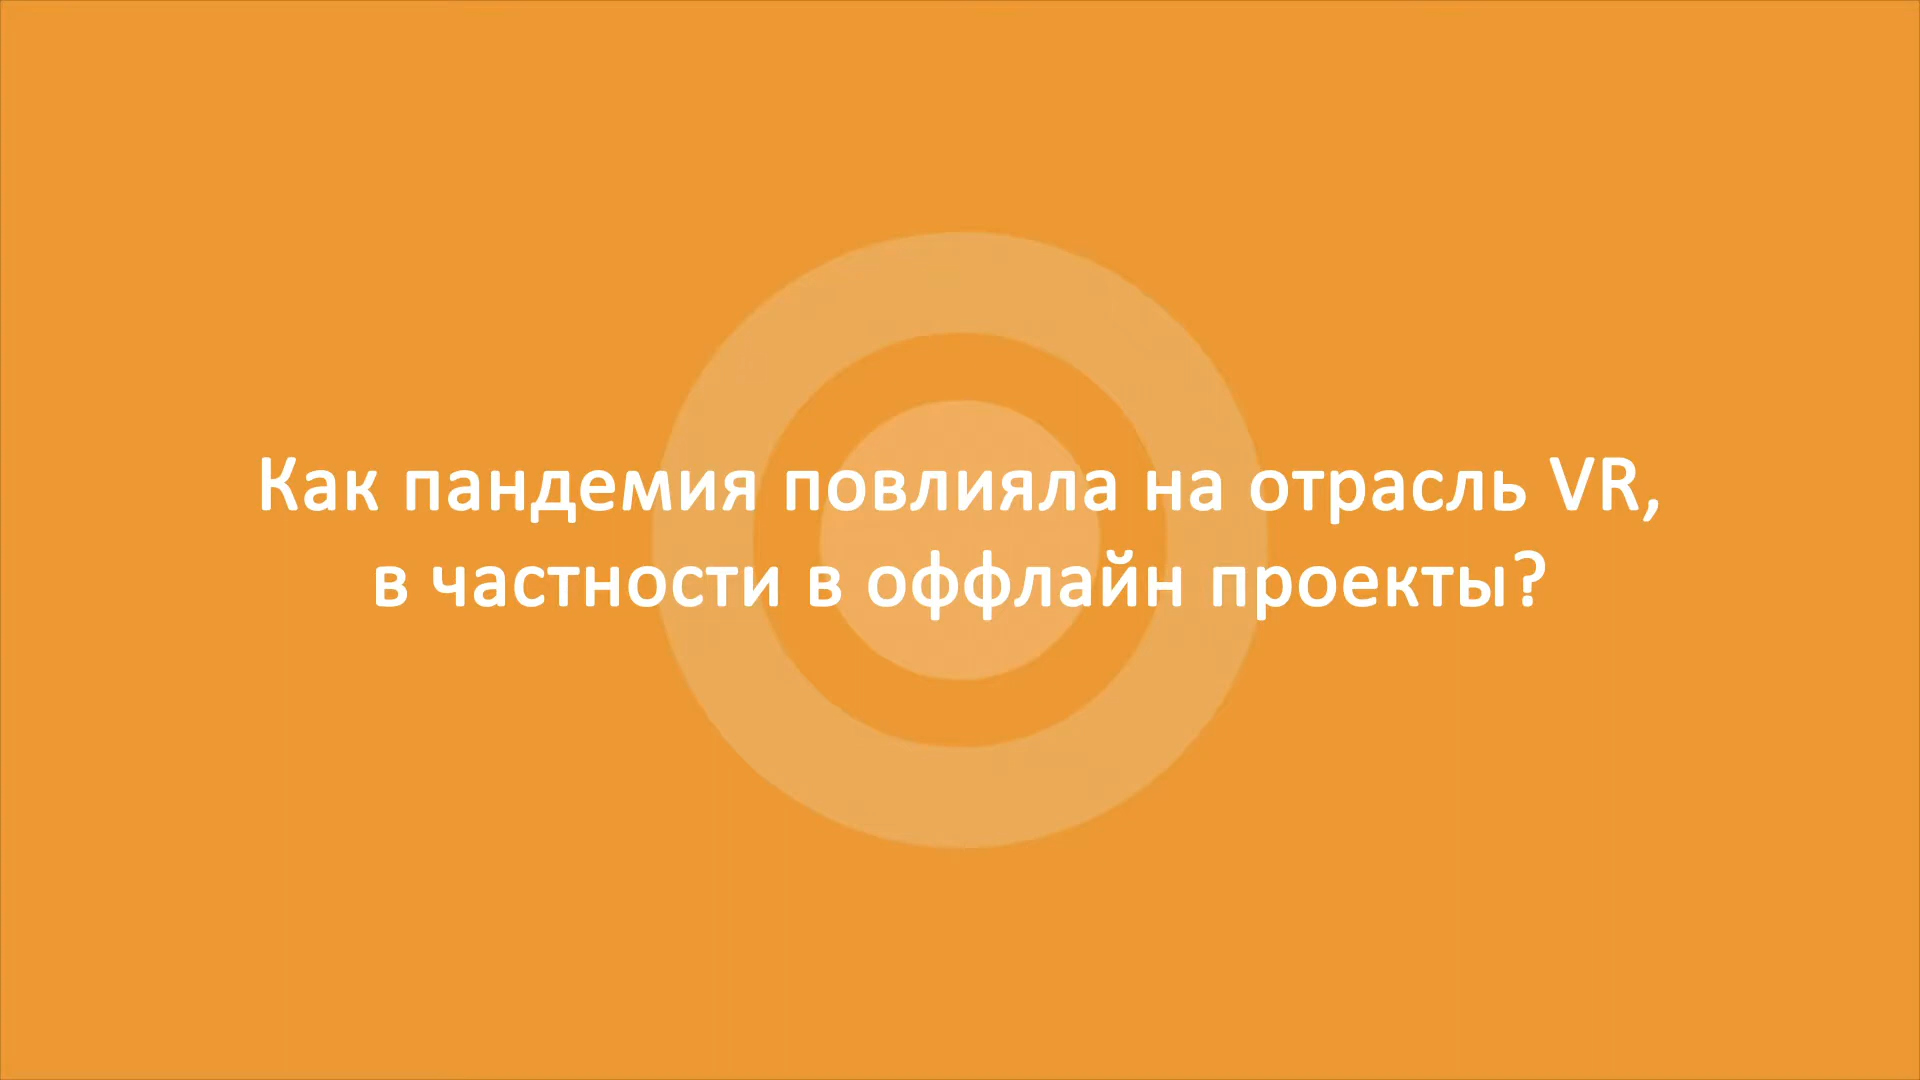 Как пандемия повлияла на отрасль VR,
в частности в оффлайн проекты?